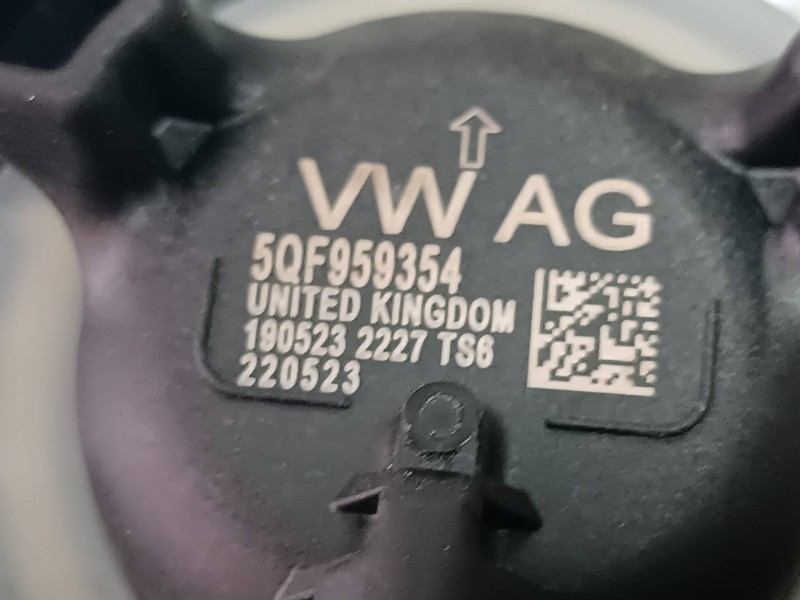 VW AG
5QF959354
UNITED KINGDOM
190523 2227 TS6
220523